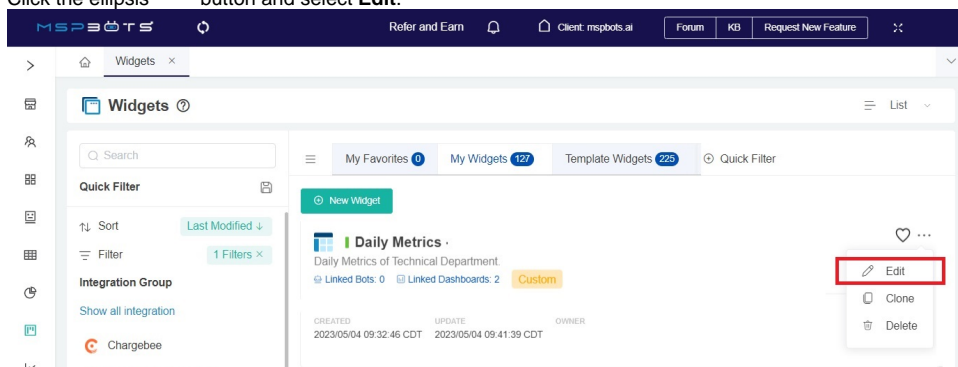 Click the ellipsis button and select Edit.
MSPBOTS Refer and Earn Client: mspbots.ai Forum KB Request New Feature
Widgets ×
Widgets List
Search
My Favorites 0 My Widgets 127 Template Widgets 225 Quick Filter
Quick Filter
New Widget
Sort Last Modified ↓
Daily Metrics ·
Filter 1 Filters ×
Daily Metrics of Technical Department.
Edit
Linked Bots: 0 Linked Dashboards: 2 Custom
Integration Group
Clone
Show all integration
CREATED UPDATE OWNER
Delete
2023/05/04 09:32:46 CDT 2023/05/04 09:41:39 CDT
Chargebee